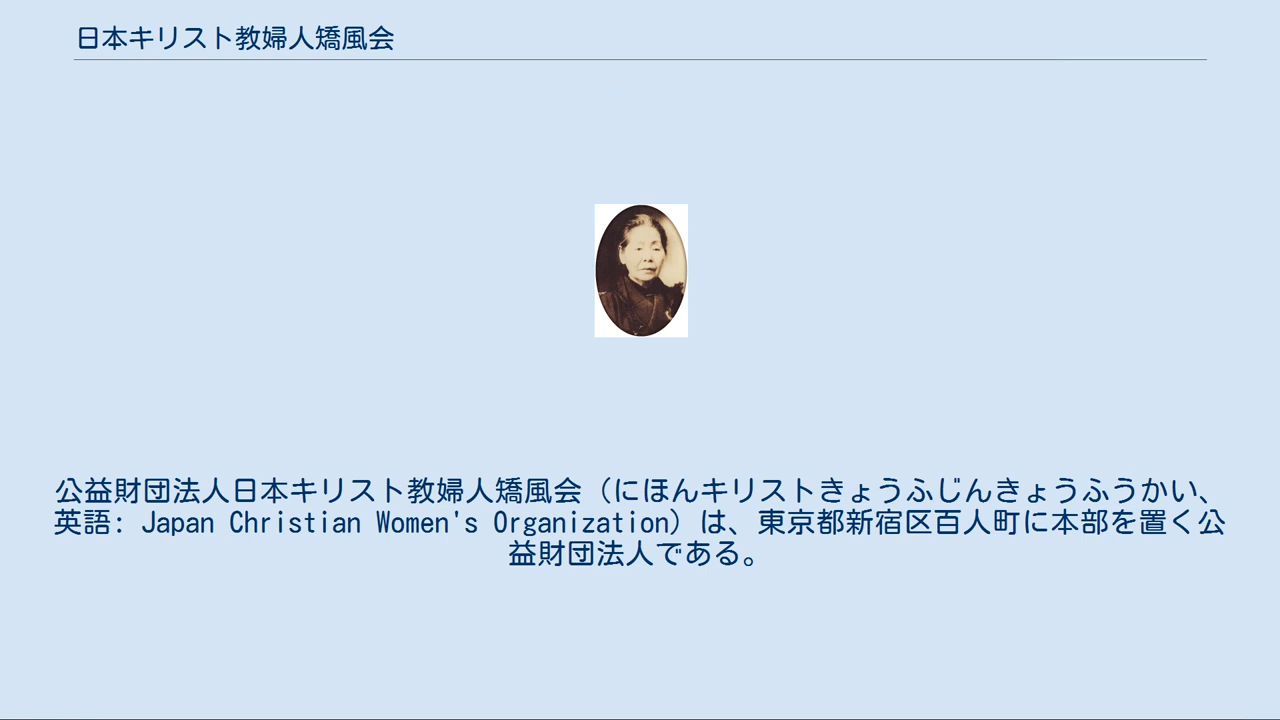 日本キリスト教婦人矯風会
公益財団法人日本キリスト教婦人矯風会（にほんキリストきょうふじんきょうふうかい、
英語: Japan Christian Women's Organization）は、東京都新宿区百人町に本部を置く公
益財団法人である。